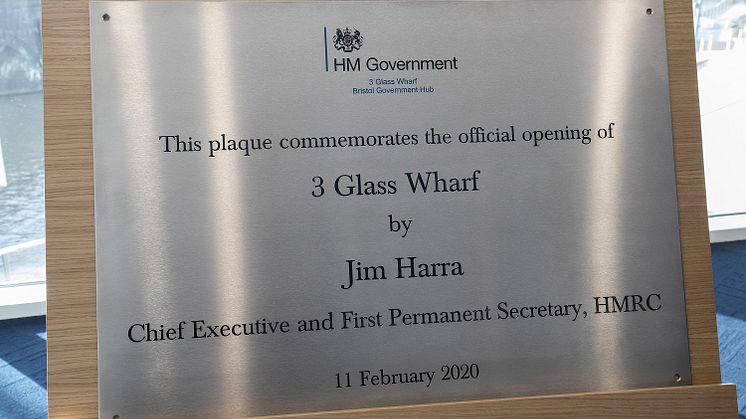 HM Government
3 Glass Wharf
Bristol Government Hub
This plaque commemorates the official opening of
3 Glass Wharf
by
Jim Harra
Chief Executive and First Permanent Secretary, HMRC
11 February 2020